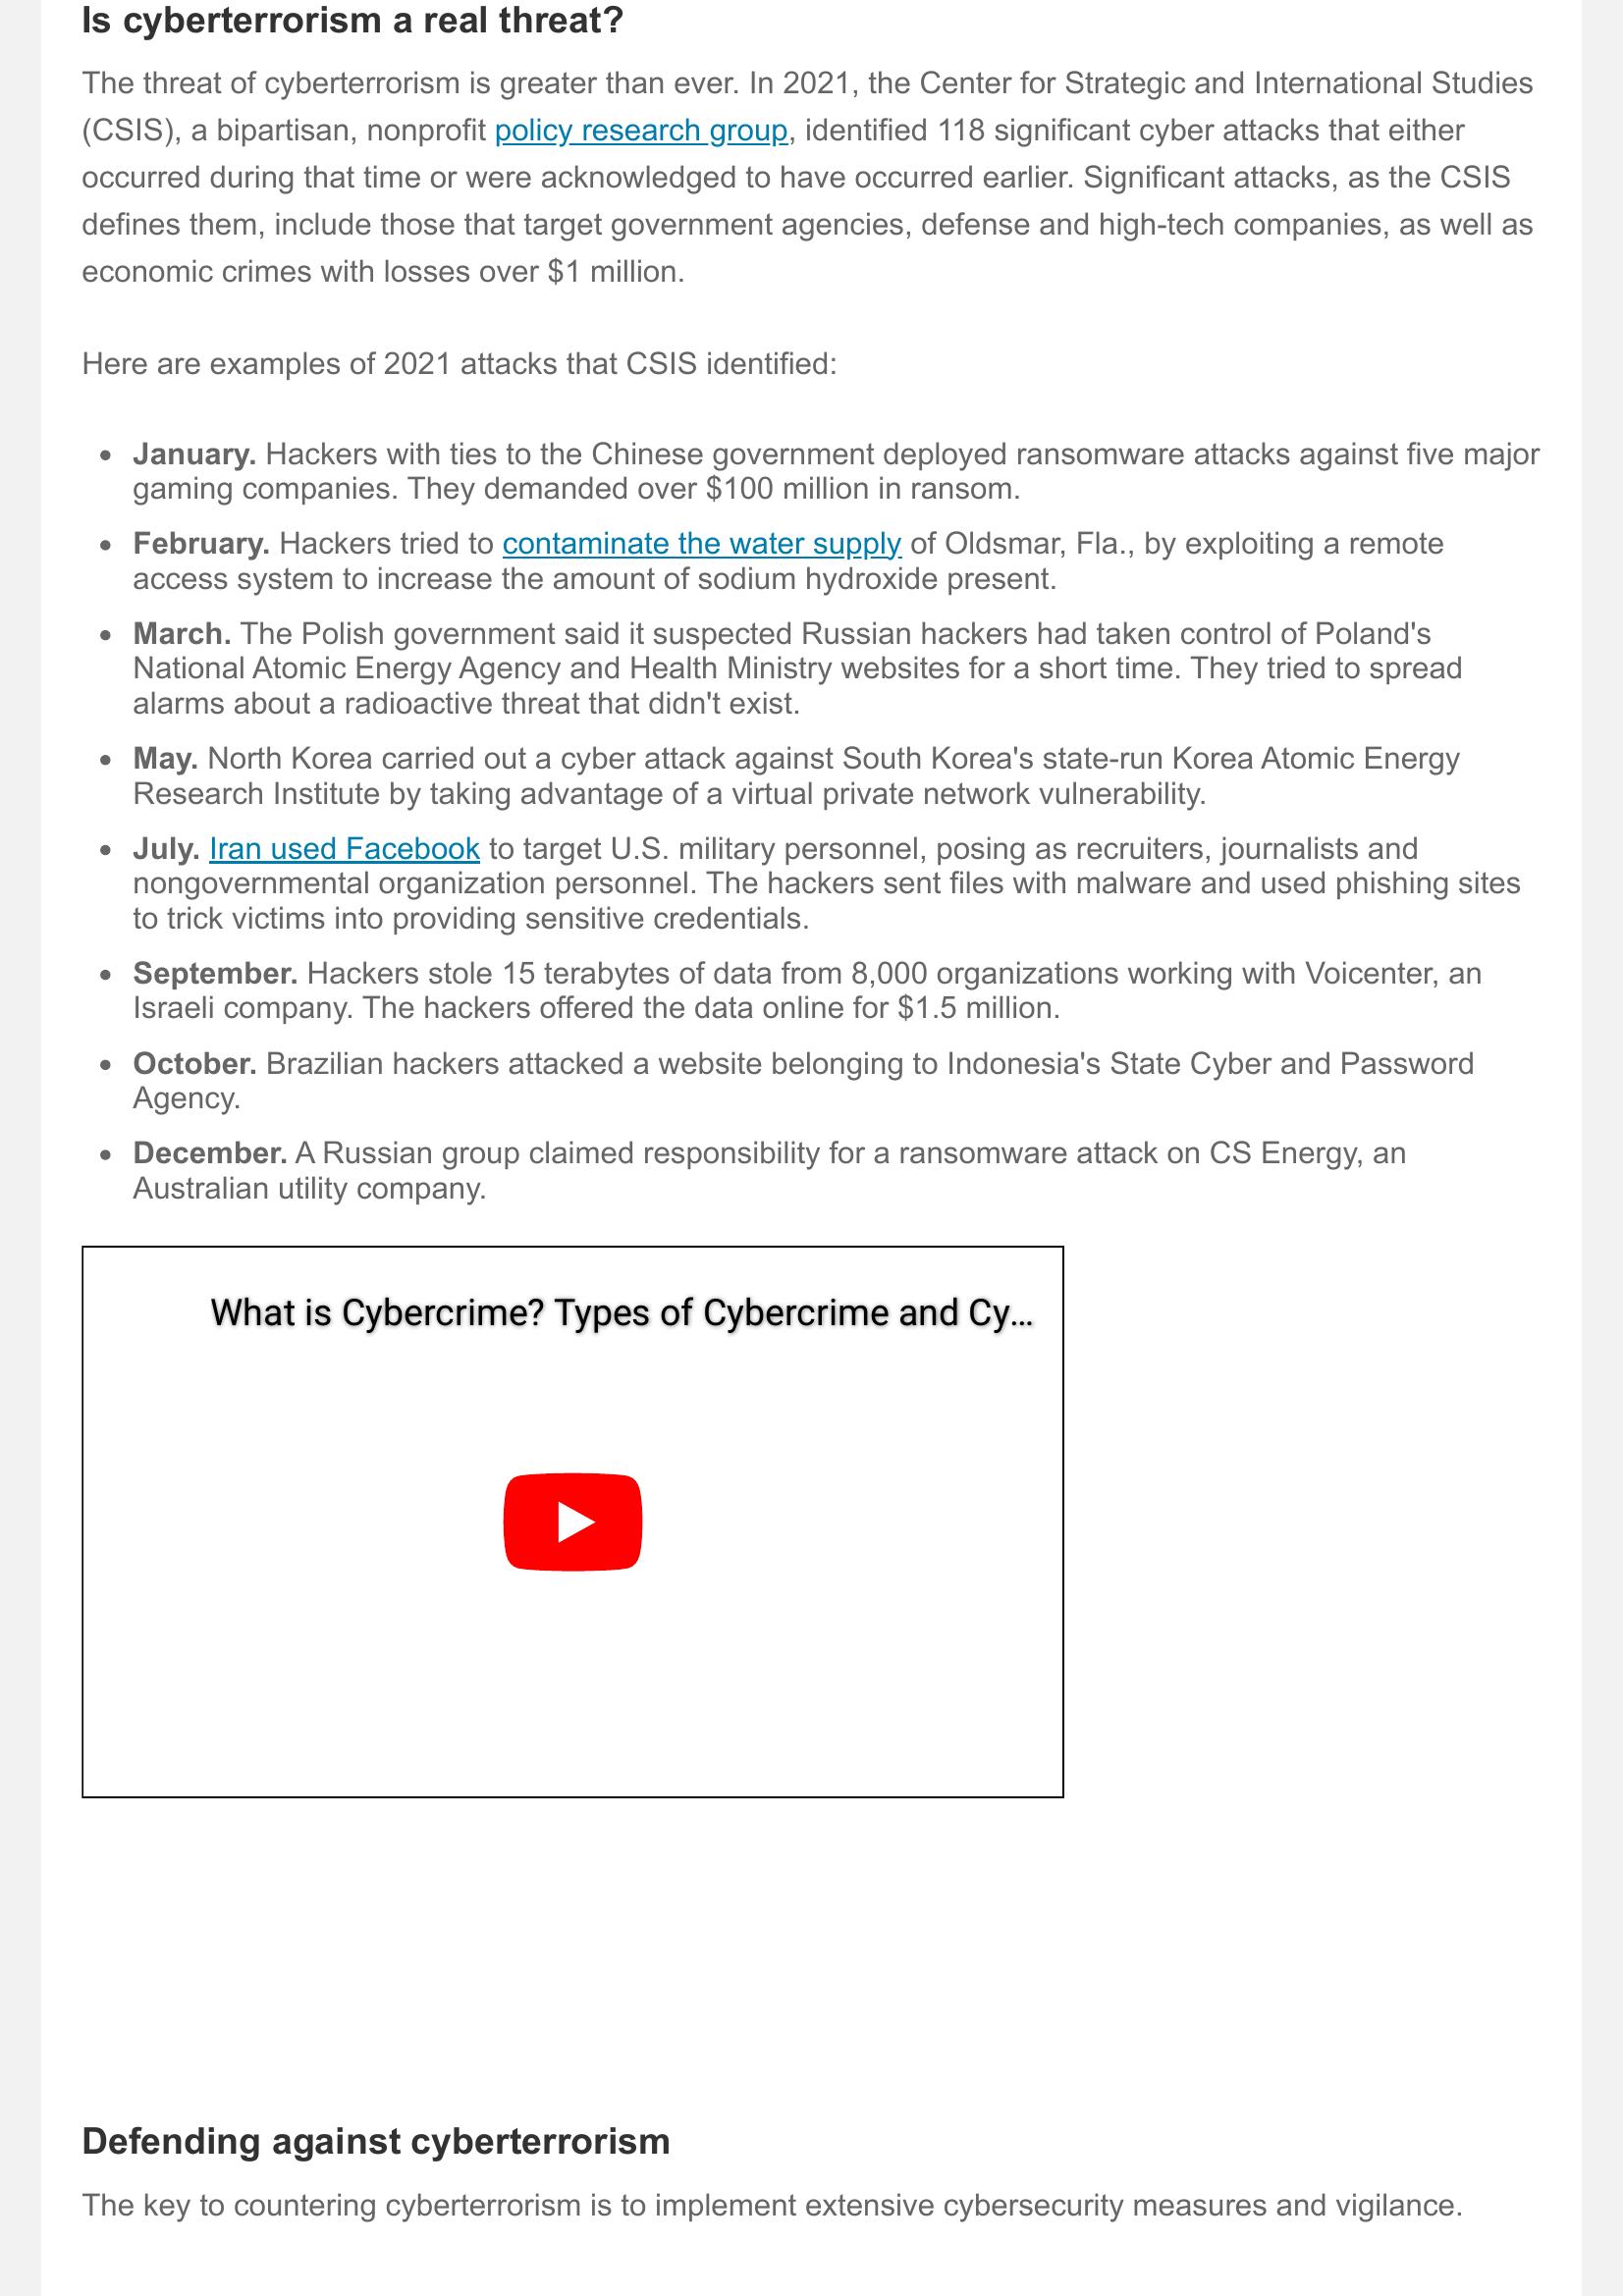 Is cyberterrorism a real threat?
The threat of cyberterrorism is greater than ever. In 2021, the Center for Strategic and International Studies
(CSIS), a bipartisan, nonprofit policy research group, identified 118 significant cyber attacks that either
occurred during that time or were acknowledged to have occurred earlier. Significant attacks, as the CSIS
defines them, include those that target government agencies, defense and high-tech companies, as well as
economic crimes with losses over $1 million.
Here are examples of 2021 attacks that CSIS identified:
• January. Hackers with ties to the Chinese government deployed ransomware attacks against five major
gaming companies. They demanded over $100 million in ransom.
• February. Hackers tried to contaminate the water supply of Oldsmar, Fla., by exploiting a remote
access system to increase the amount of sodium hydroxide present.
• March. The Polish government said it suspected Russian hackers had taken control of Poland's
National Atomic Energy Agency and Health Ministry websites for a short time. They tried to spread
alarms about a radioactive threat that didn't exist.
• May. North Korea carried out a cyber attack against South Korea's state-run Korea Atomic Energy
Research Institute by taking advantage of a virtual private network vulnerability.
• July. Iran used Facebook to target U.S. military personnel, posing as recruiters, journalists and
nongovernmental organization personnel. The hackers sent files with malware and used phishing sites
to trick victims into providing sensitive credentials.
• September. Hackers stole 15 terabytes of data from 8,000 organizations working with Voicenter, an
Israeli company. The hackers offered the data online for $1.5 million.
• October. Brazilian hackers attacked a website belonging to Indonesia's State Cyber and Password
Agency.
• December. A Russian group claimed responsibility for a ransomware attack on CS Energy, an
Australian utility company.
What is Cybercrime? Types of Cybercrime and Cy...
Defending against cyberterrorism
The key to countering cyberterrorism is to implement extensive cybersecurity measures and vigilance.